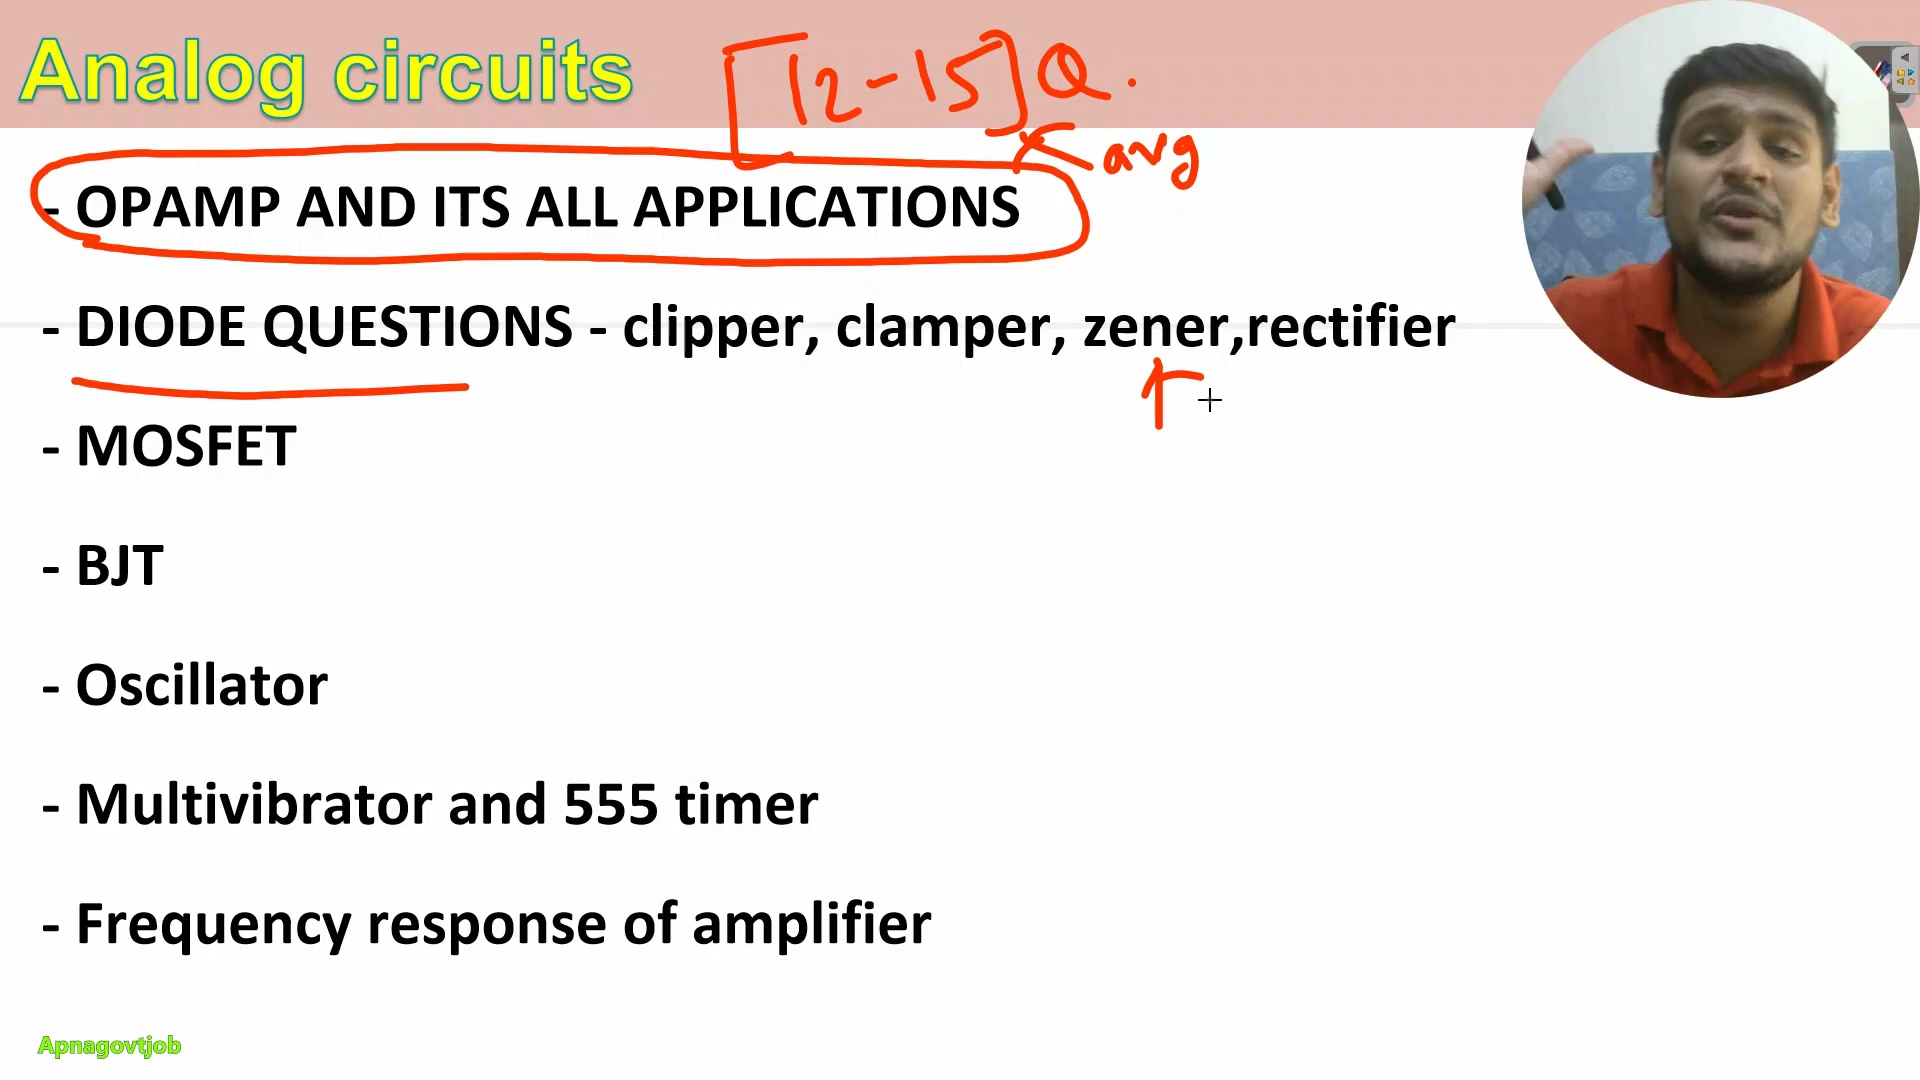 Analog circuits [12-15] Q.
avg
- OPAMP AND ITS ALL APPLICATIONS
- DIODE QUESTIONS - clipper, clamper, zener,rectifier
- MOSFET
- BJT
- Oscillator
- Multivibrator and 555 timer
- Frequency response of amplifier
Apnagovtjob